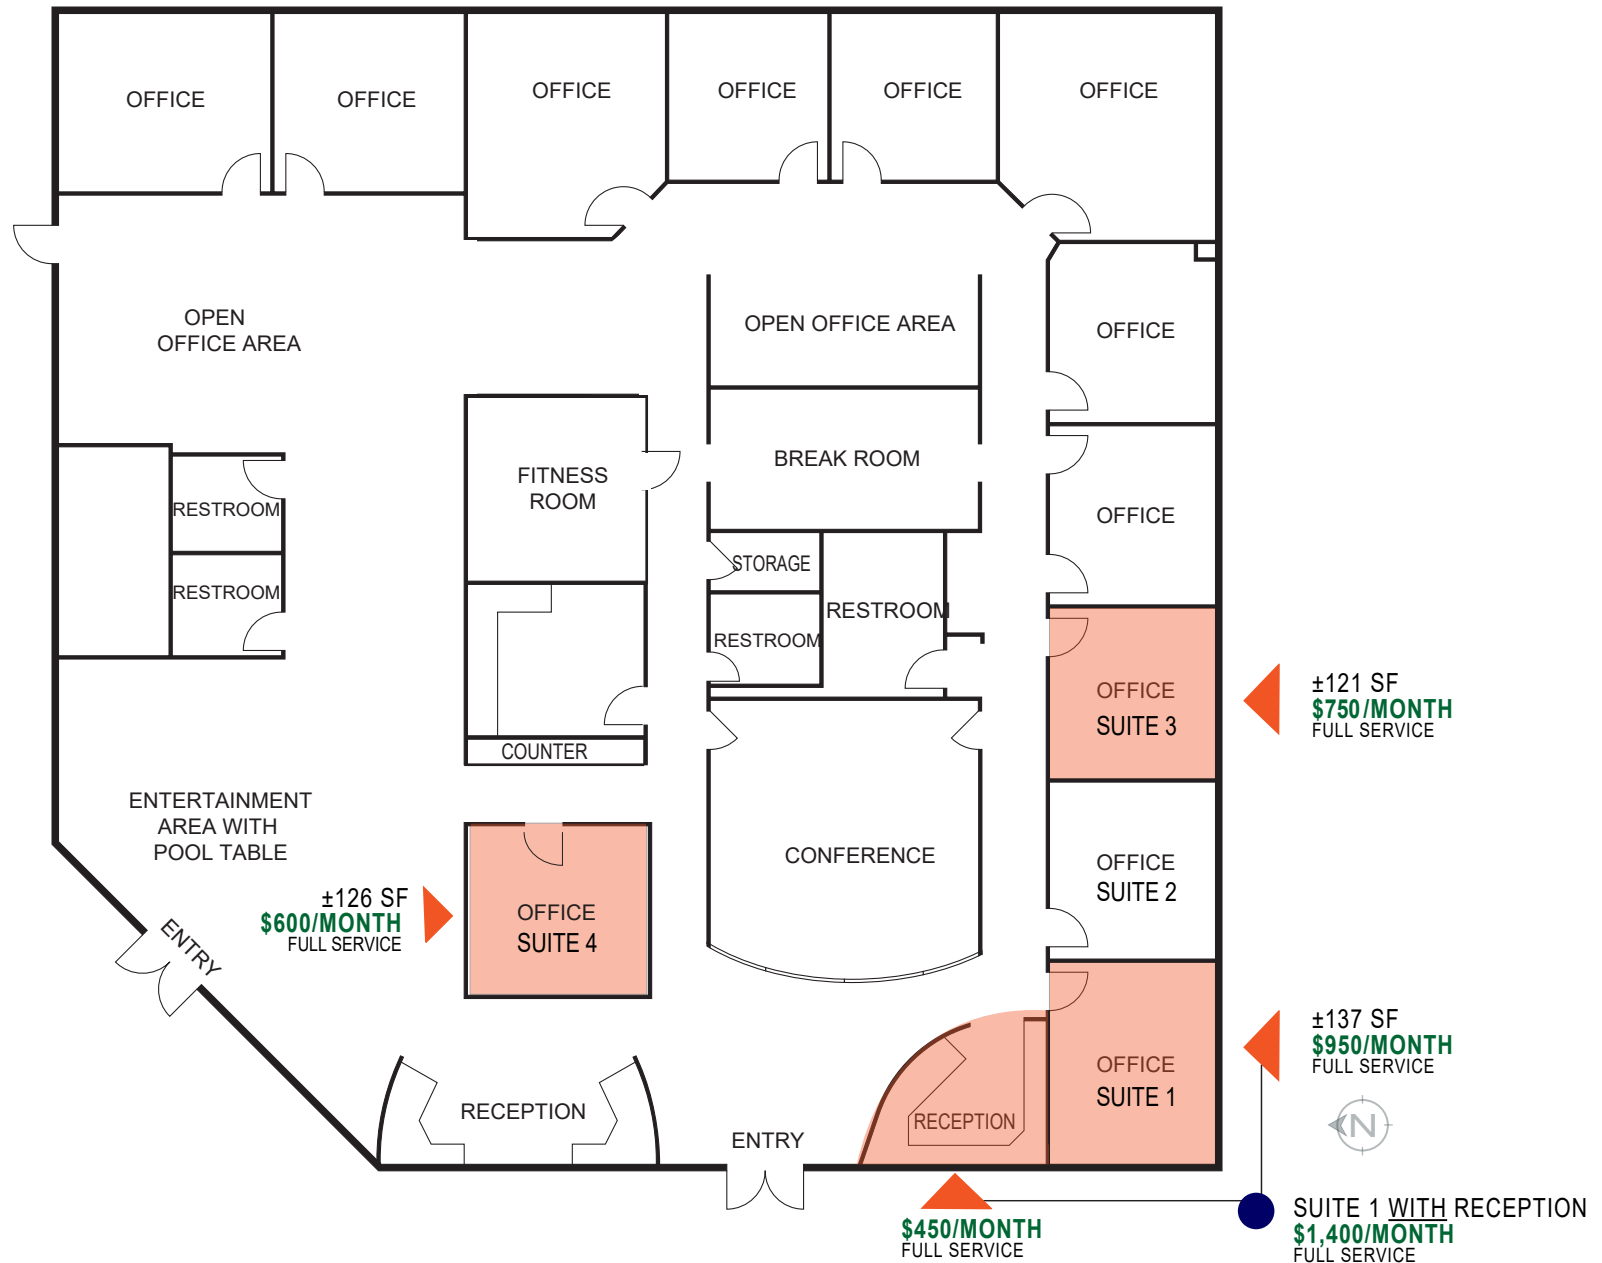 OFFICE
OFFICE
OFFICE
OFFICE
OFFICE
OFFICE
OPEN
OFFICE AREA
OPEN OFFICE AREA
OFFICE
BREAK ROOM
FITNESS
ROOM
OFFICE
RESTROOM
RESTROOM
STORAGE
RESTROOM
RESTROOM
OFFICE
SUITE 3
±121 SF
$750/MONTH
FULL SERVICE
COUNTER
ENTERTAINMENT
AREA WITH
POOL TABLE
CONFERENCE
OFFICE
SUITE 2
±126 SF
$600/MONTH
FULL SERVICE
OFFICE
SUITE 4
ENTRY
±137 SF
$950/MONTH
FULL SERVICE
OFFICE
SUITE 1
RECEPTION
RECEPTION
ENTRY
N
$450/MONTH
FULL SERVICE
SUITE 1 WITH RECEPTION
$1,400/MONTH
FULL SERVICE